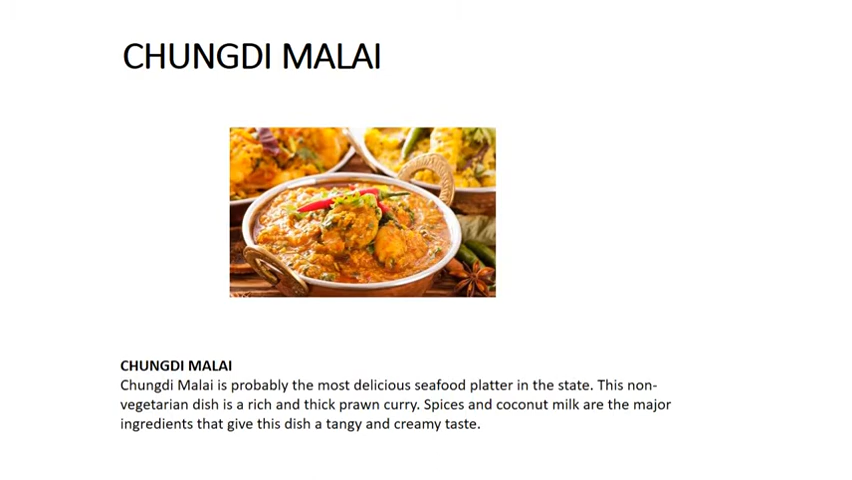 CHUNGDI MALAI
CHUNGDI MALAI
Chungdi Malai is probably the most delicious seafood platter in the state. This non-
vegetarian dish is a rich and thick prawn curry. Spices and coconut milk are the major
ingredients that give this dish a tangy and creamy taste.